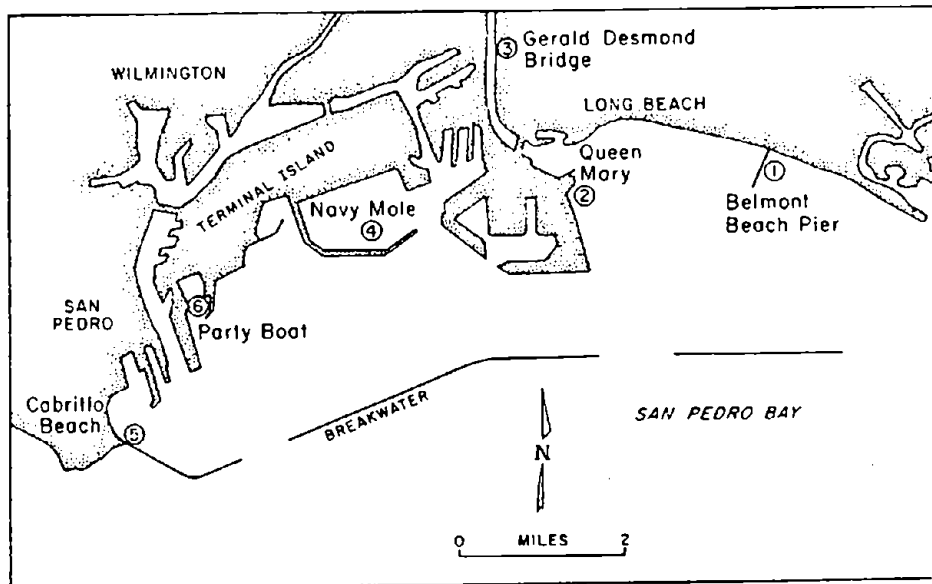 ③ Gerald Desmond
Bridge
WILMINGTON
LONG BEACH
Queen
Mary
②
①
Belmont
Beach Pier
TERMINAL ISLAND
Navy Mole
④
SAN
PEDRO
⑥
Party Boat
Cabrillo
Beach
⑤
BREAKWATER
SAN PEDRO BAY
N
0 MILES 2